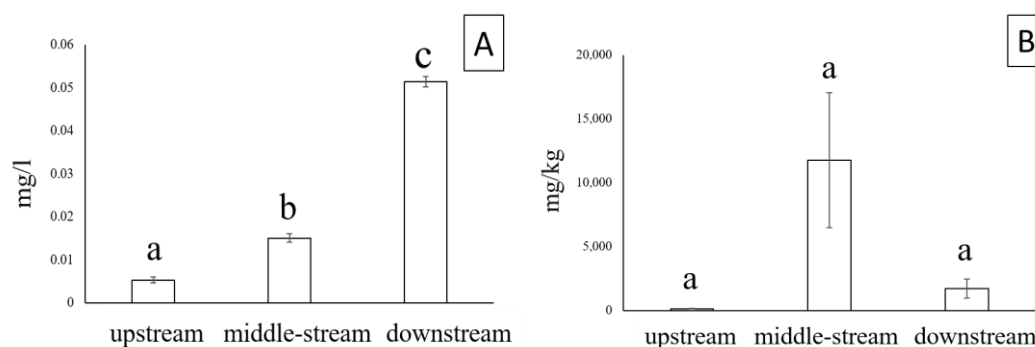 A
mg/l
0.06
0.05
0.04
0.03
0.02
0.01
0
a
b
c
upstream middle-stream downstream
B
mg/kg
20,000
15,000
10,000
5,000
0
a
a
a
upstream middle-stream downstream